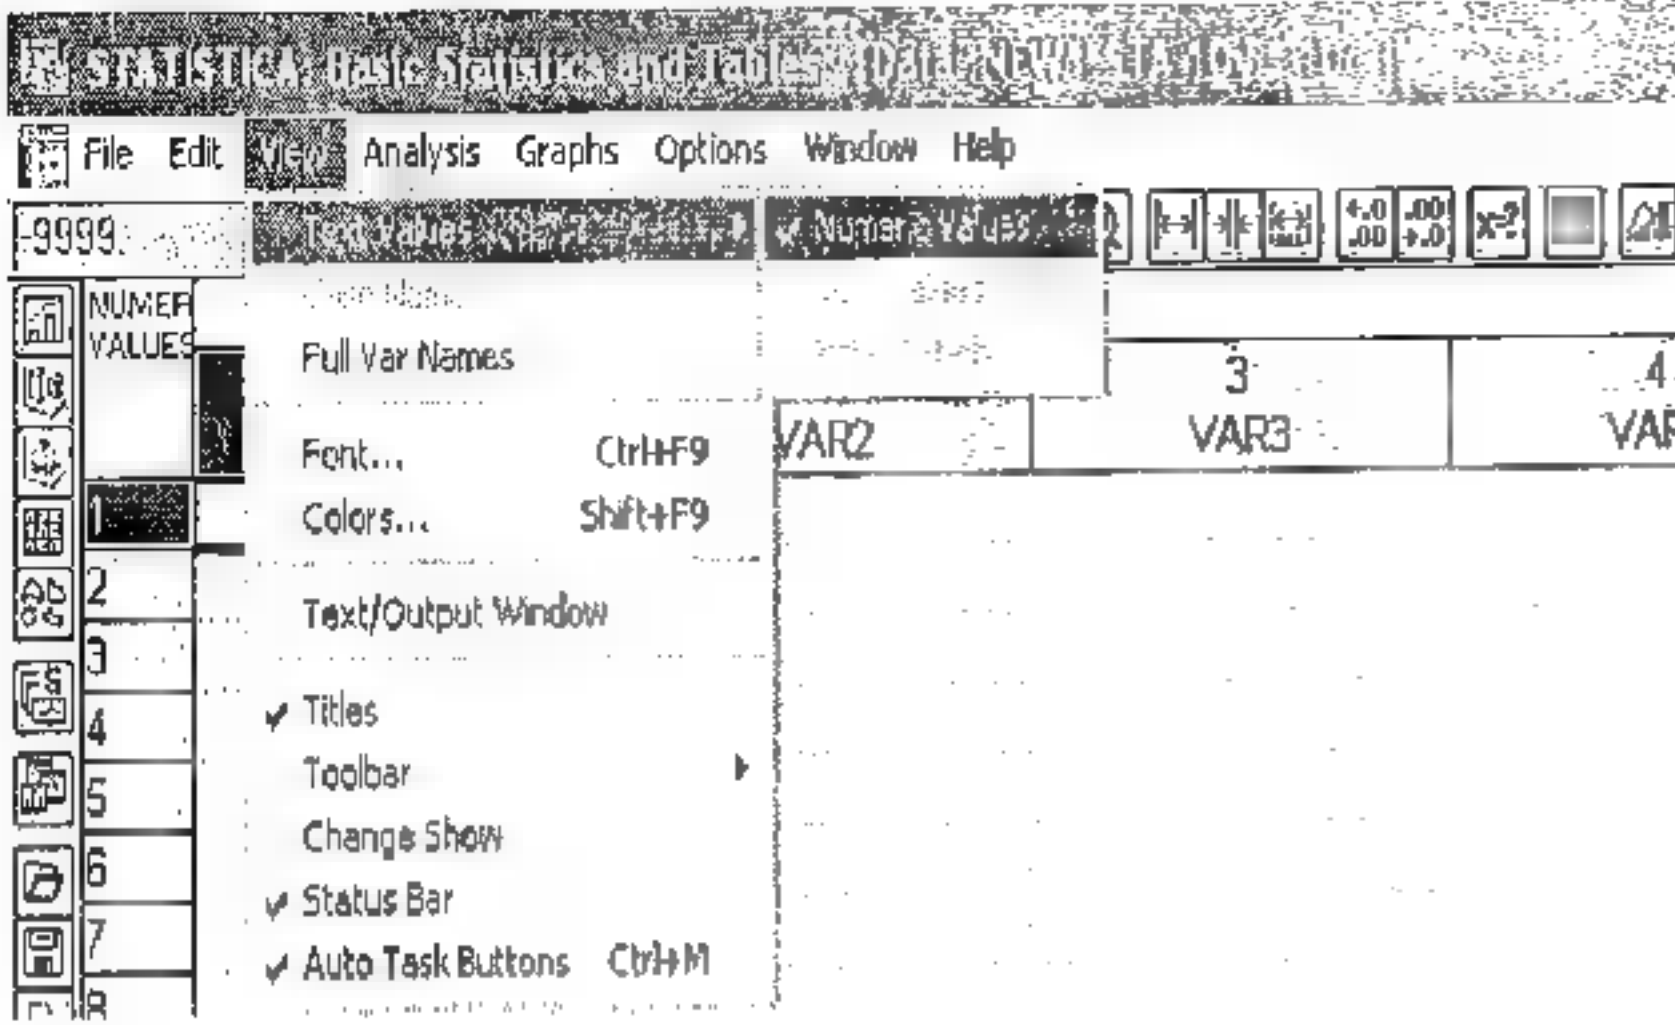 STATISTICA: Basic Statistics and Tables
File Edit View Analysis Graphs Options Window Help
-9999.
Text Values
Numeric Values
NUMER
VALUES
Full Var Names
3
4
VAR2
VAR3
VAR
Font... Ctrl+F9
Colors... Shift+F9
1
2
Text/Output Window
3
4
Titles
Toolbar
5
Change Show
6
Status Bar
7
Auto Task Buttons Ctrl+M
8